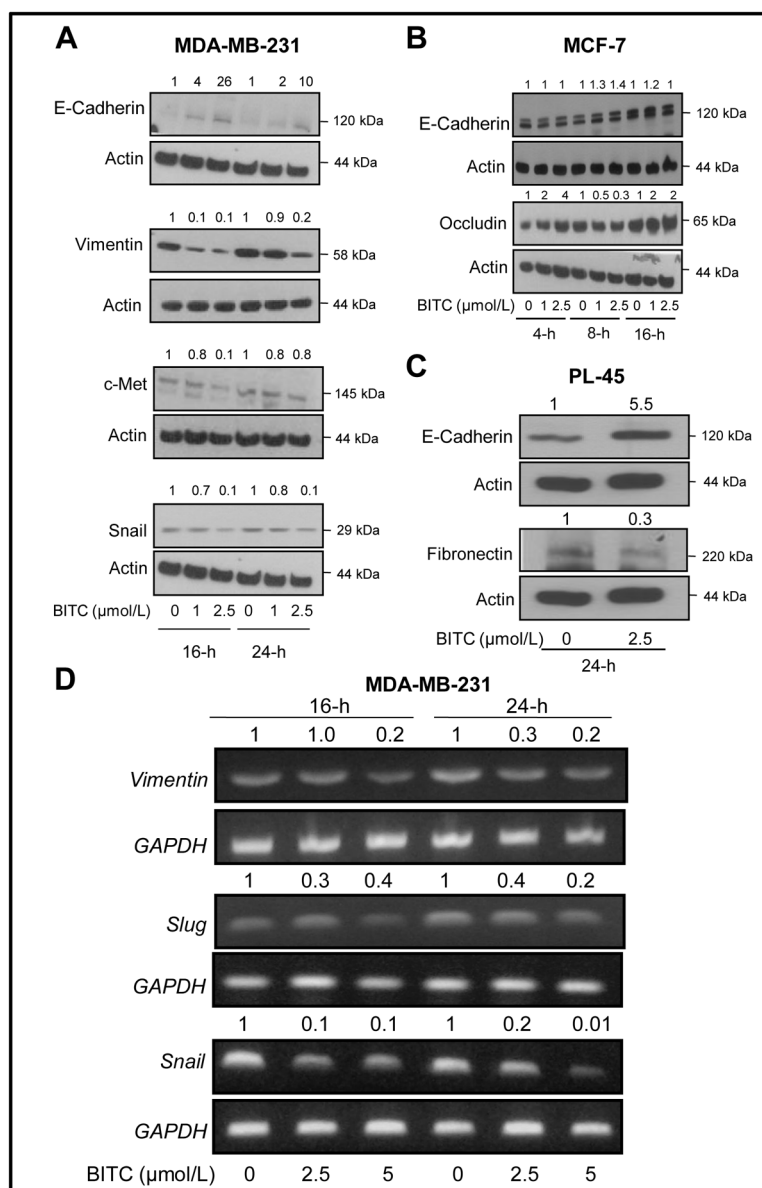 A
MDA-MB-231
1 4 26 1 2 10
E-Cadherin
120 kDa
Actin
44 kDa
1 0.1 0.1 1 0.9 0.2
Vimentin
58 kDa
Actin
44 kDa
1 0.8 0.1 1 0.8 0.8
c-Met
145 kDa
Actin
44 kDa
1 0.7 0.1 1 0.8 0.1
Snail
29 kDa
Actin
44 kDa
BITC (µmol/L) 0 1 2.5 0 1 2.5
16-h 24-h
B
MCF-7
1 1 1 1 1.3 1.4 1 1.2 1
E-Cadherin
120 kDa
Actin
44 kDa
1 2 4 1 0.5 0.3 1 2 2
Occludin
65 kDa
Actin
44 kDa
BITC (µmol/L) 0 1 2.5 0 1 2.5 0 1 2.5
4-h 8-h 16-h
C
PL-45
1 5.5
E-Cadherin
120 kDa
Actin
44 kDa
1 0.3
Fibronectin
220 kDa
Actin
44 kDa
BITC (µmol/L) 0 2.5
24-h
D
MDA-MB-231
16-h 24-h
1 1.0 0.2 1 0.3 0.2
Vimentin
GAPDH
1 0.3 0.4 1 0.4 0.2
Slug
GAPDH
1 0.1 0.1 1 0.2 0.01
Snail
GAPDH
BITC (µmol/L) 0 2.5 5 0 2.5 5